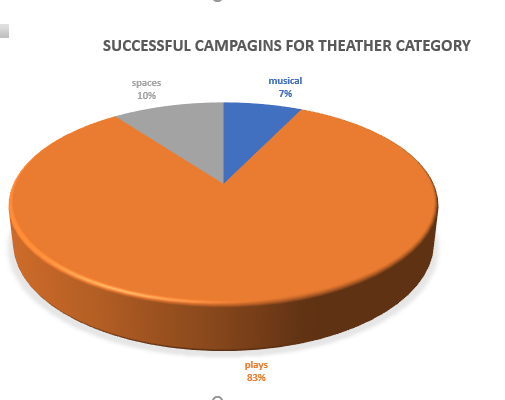 SUCCESSFUL CAMPAGINS FOR THEATHER CATEGORY
spaces
10%
musical
7%
plays
83%